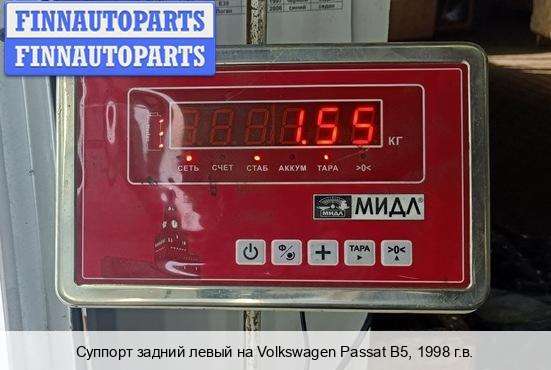 FINNAUTOPARTS
FINNAUTOPARTS
1.55
КГ
СЕТЬ СЧЕТ СТАБ АККУМ ТАРА >0<
МИДЛ МИДЛ®
ТАРА >0<
Суппорт задний левый на Volkswagen Passat B5, 1998 г.в.